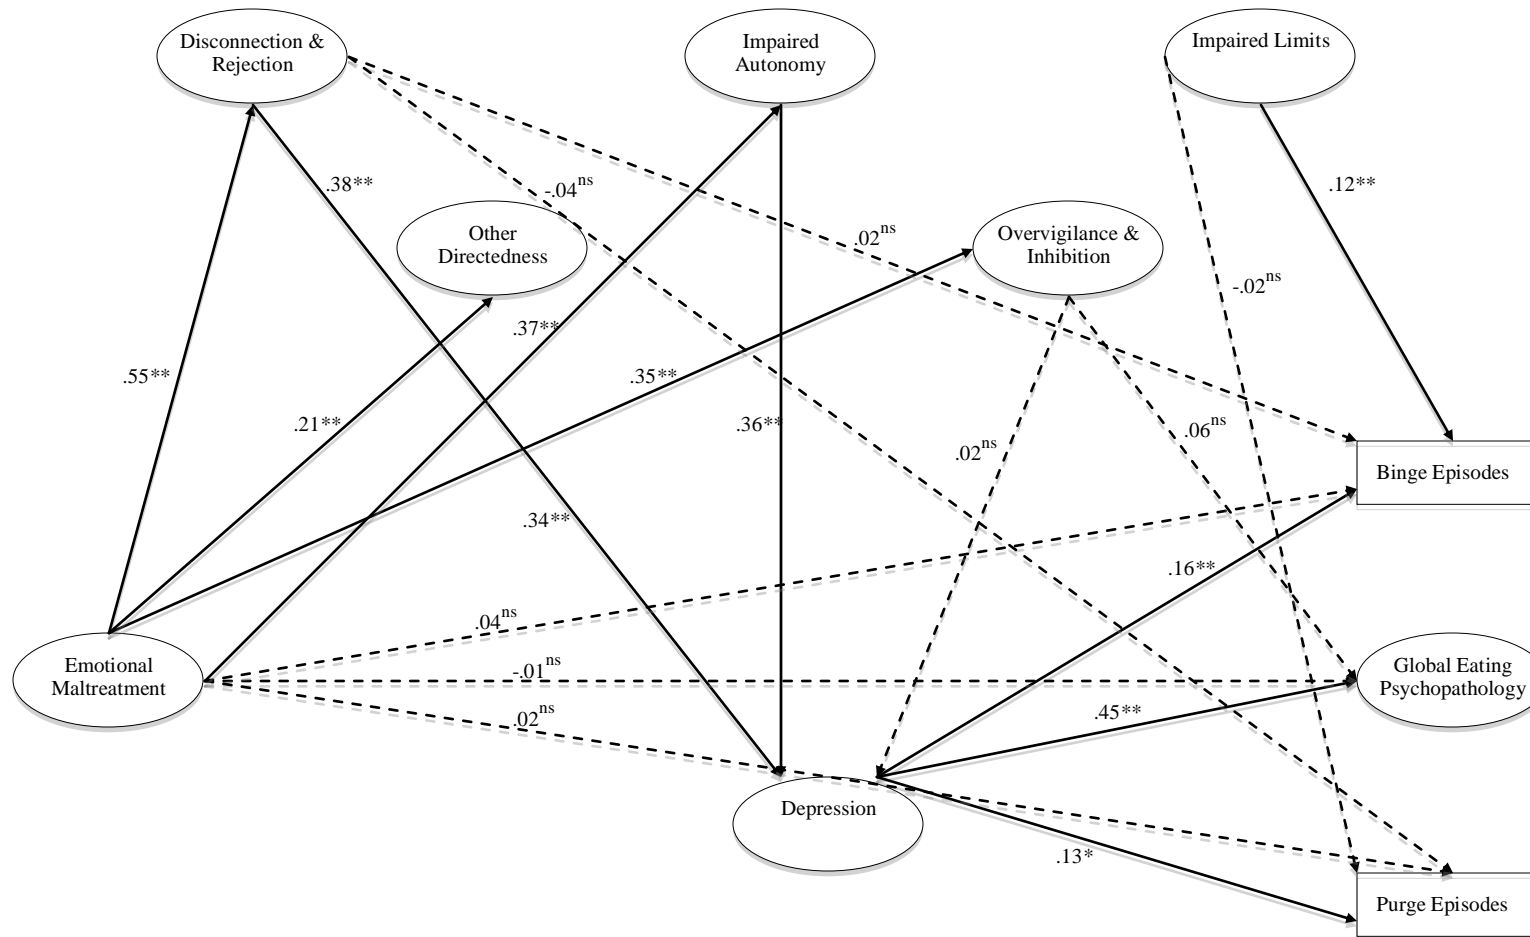 Disconnection &
Rejection
Impaired
Autonomy
Impaired Limits
.38**
-.04ns
.12**
Other
Directedness
.02ns
Overvigilance &
Inhibition
-.02ns
.37**
.55**
.35**
.21**
.36**
.06ns
.02ns
Binge Episodes
.34**
.16**
.04ns
Emotional
Maltreatment
-.01ns
Global Eating
Psychopathology
.02ns
.45**
Depression
.13*
Purge Episodes